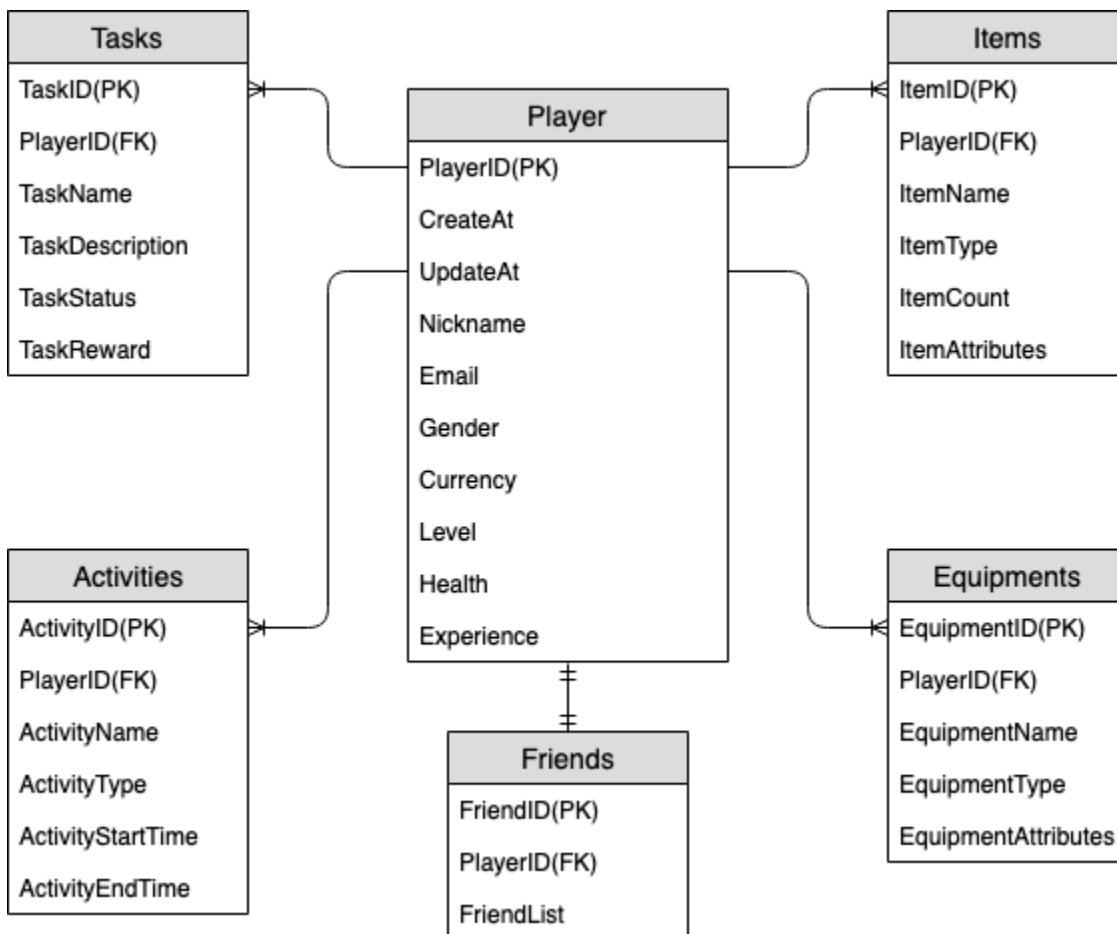 Tasks
TaskID(PK)
PlayerID(FK)
TaskName
TaskDescription
TaskStatus
TaskReward
Player
PlayerID(PK)
CreateAt
UpdateAt
Nickname
Email
Gender
Currency
Level
Health
Experience
Items
ItemID(PK)
PlayerID(FK)
ItemName
ItemType
ItemCount
ItemAttributes
Activities
ActivityID(PK)
PlayerID(FK)
ActivityName
ActivityType
ActivityStartTime
ActivityEndTime
Friends
FriendID(PK)
PlayerID(FK)
FriendList
Equipments
EquipmentID(PK)
PlayerID(FK)
EquipmentName
EquipmentType
EquipmentAttributes